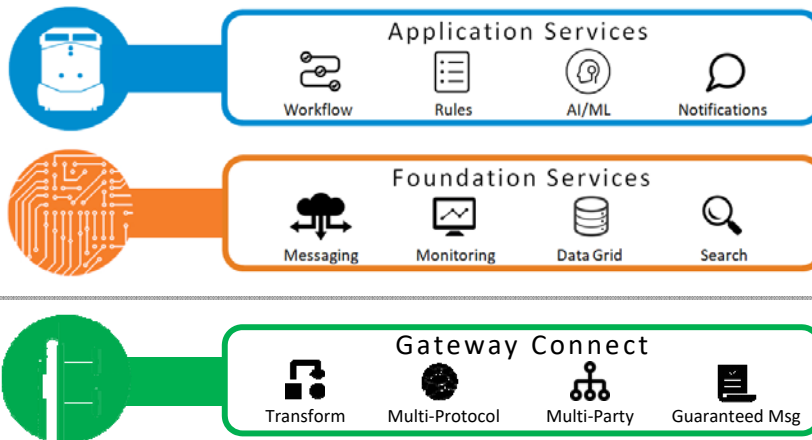 Application Services
Workflow Rules AI/ML Notifications
Foundation Services
Messaging Monitoring Data Grid Search
Gateway Connect
Transform Multi-Protocol Multi-Party Guaranteed Msg